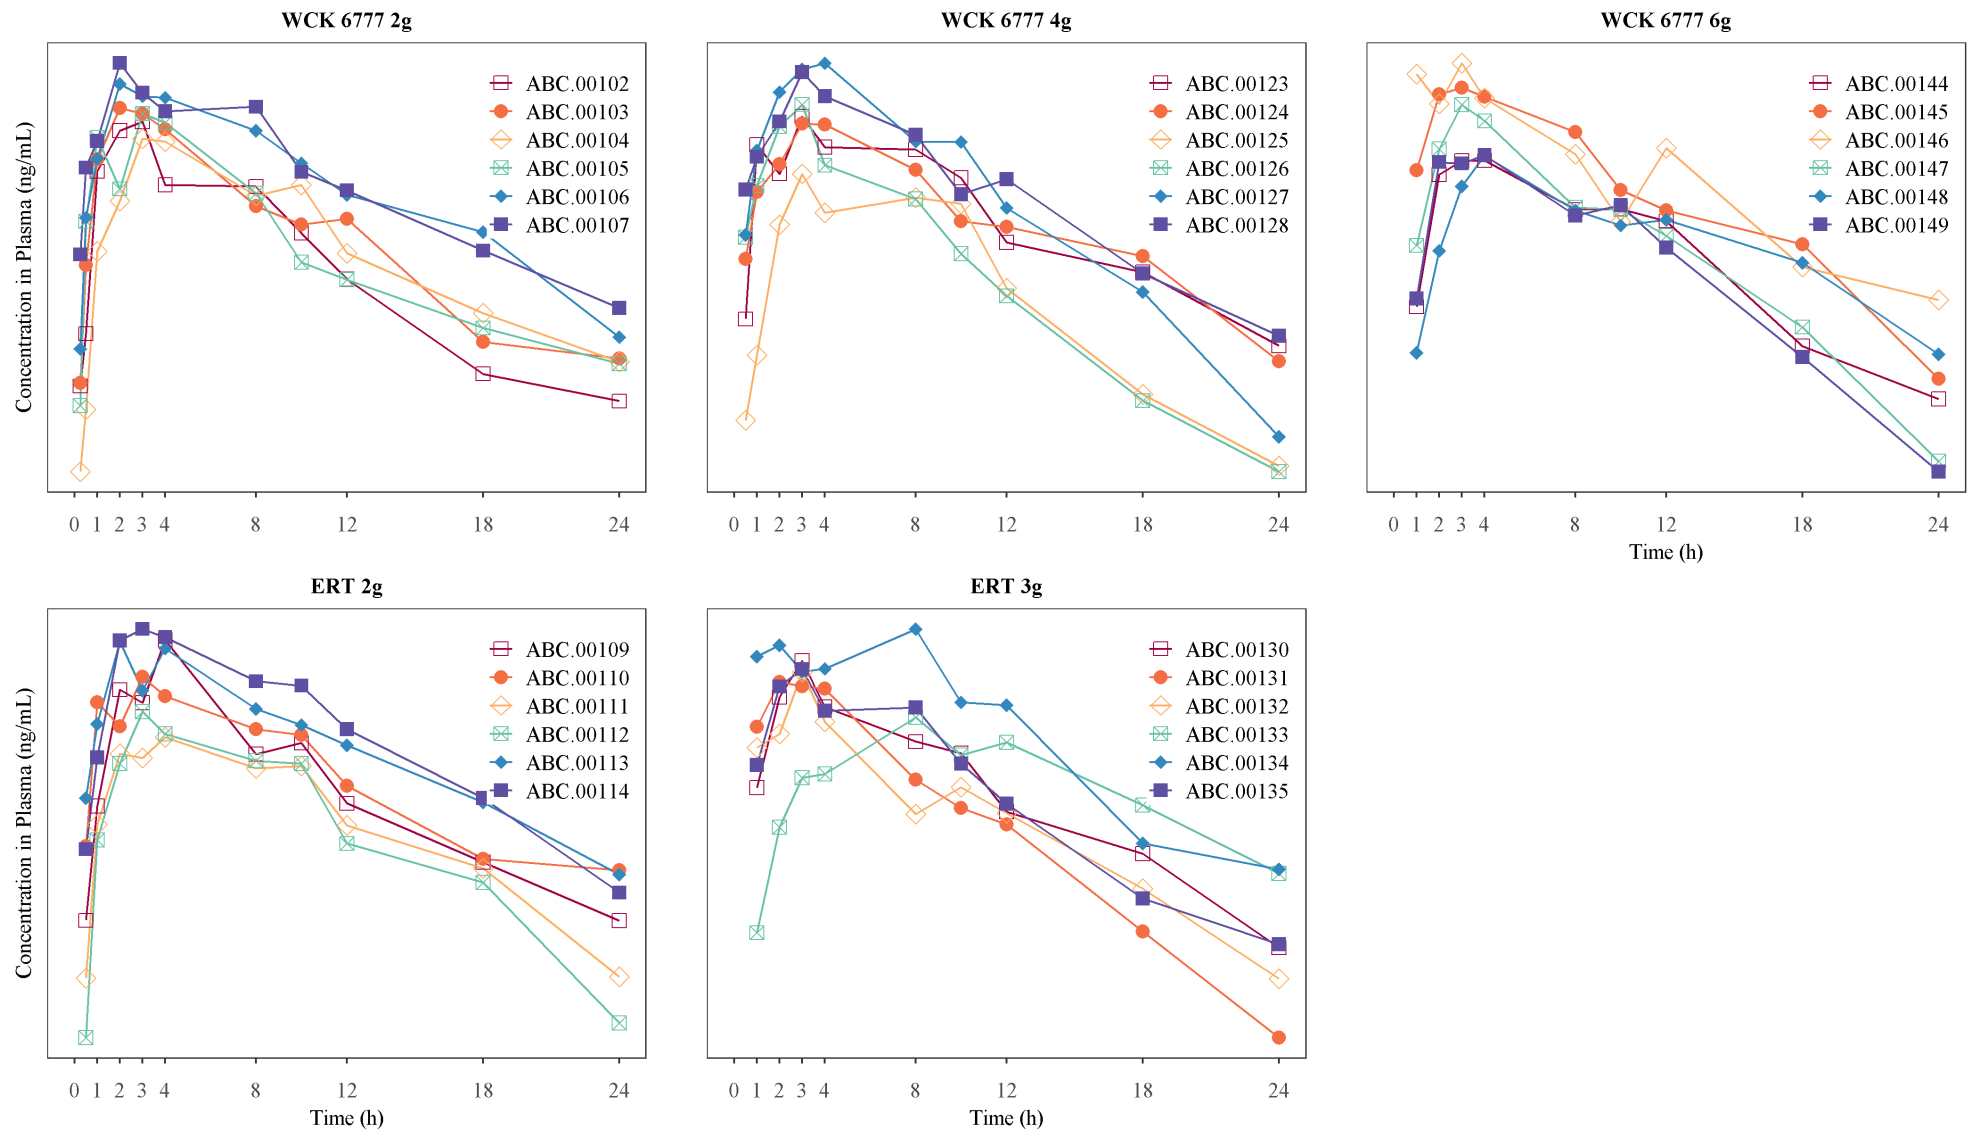 WCK 6777 2g
WCK 6777 4g
WCK 6777 6g
Concentration in Plasma (ng/mL)
ABC.00102
ABC.00103
ABC.00104
ABC.00105
ABC.00106
ABC.00107
0 1 2 3 4 8 12 18 24
ABC.00123
ABC.00124
ABC.00125
ABC.00126
ABC.00127
ABC.00128
0 1 2 3 4 8 12 18 24
ABC.00144
ABC.00145
ABC.00146
ABC.00147
ABC.00148
ABC.00149
0 1 2 3 4 8 12 18 24
Time (h)
ERT 2g
ERT 3g
Concentration in Plasma (ng/mL)
ABC.00109
ABC.00110
ABC.00111
ABC.00112
ABC.00113
ABC.00114
0 1 2 3 4 8 12 18 24
Time (h)
ABC.00130
ABC.00131
ABC.00132
ABC.00133
ABC.00134
ABC.00135
0 1 2 3 4 8 12 18 24
Time (h)